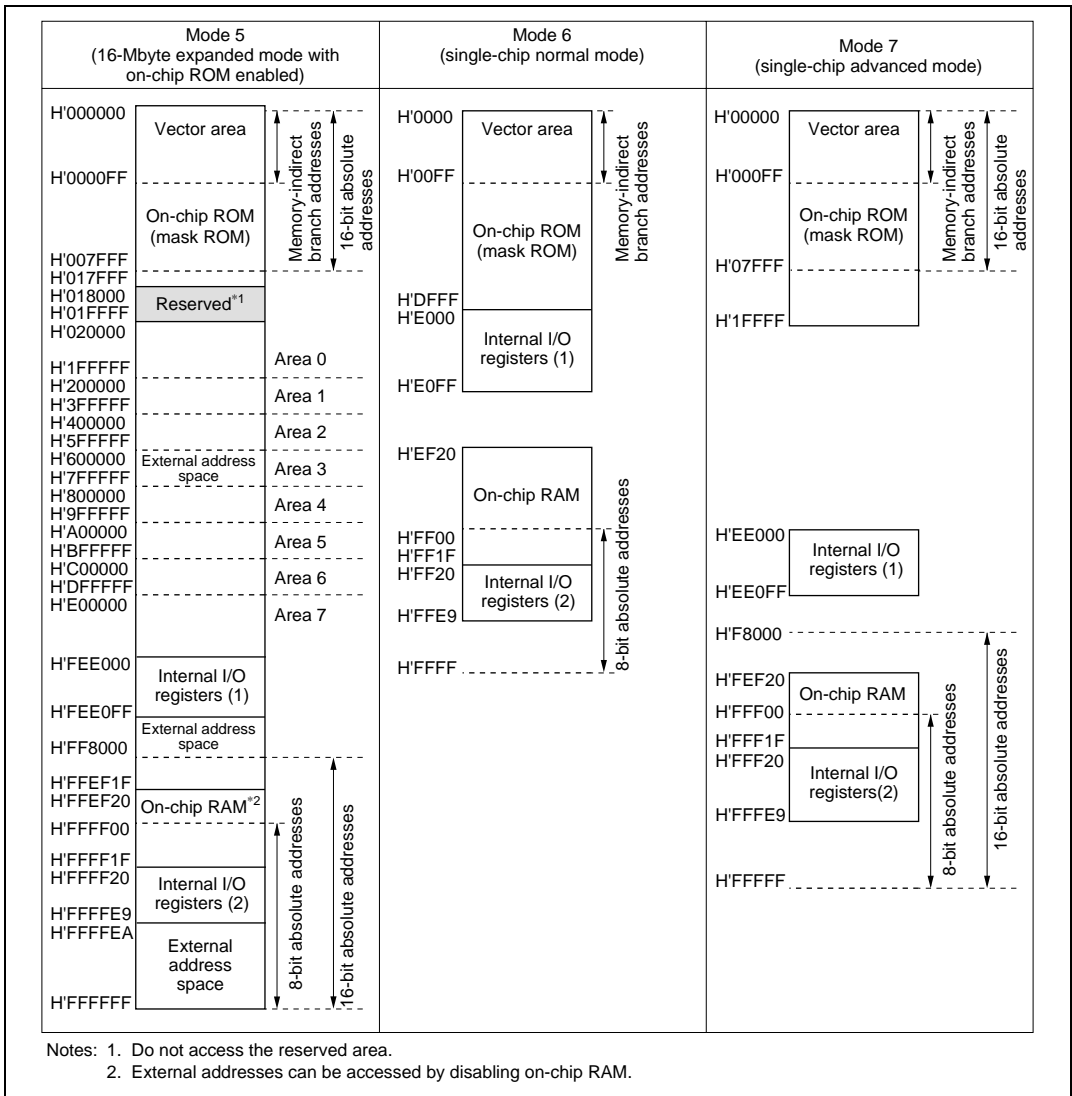 Mode 5
(16-Mbyte expanded mode with
on-chip ROM enabled)
H'000000
Vector area
H'0000FF
On-chip ROM
(mask ROM)
H'007FFF
H'017FFF
H'018000
Reserved*1
H'01FFFF
H'020000
Area 0
H'1FFFFF
H'200000
Area 1
H'3FFFFF
H'400000
Area 2
H'5FFFFF
H'600000
External address
space
Area 3
H'7FFFFF
H'800000
Area 4
H'9FFFFF
H'A00000
Area 5
H'BFFFFF
H'C00000
Area 6
H'DFFFFF
H'E00000
Area 7
H'FEE000
Internal I/O
registers (1)
H'FEE0FF
External address
space
H'FF8000
H'FFEF1F
H'FFEF20
On-chip RAM*2
H'FFFF00
H'FFFF1F
H'FFFF20
Internal I/O
registers (2)
H'FFFFE9
H'FFFFEA
External
address
space
H'FFFFFF
Memory-indirect
branch addresses
16-bit absolute
addresses
8-bit absolute addresses
16-bit absolute addresses
Mode 6
(single-chip normal mode)
H'0000
Vector area
H'00FF
On-chip ROM
(mask ROM)
H'DFFF
H'E000
Internal I/O
registers (1)
H'E0FF
H'EF20
On-chip RAM
H'FF00
H'FF1F
H'FF20
Internal I/O
registers (2)
H'FFE9
H'FFFF
Memory-indirect
branch addresses
8-bit absolute addresses
Mode 7
(single-chip advanced mode)
H'00000
Vector area
H'000FF
On-chip ROM
(mask ROM)
H'07FFF
H'1FFFF
H'EE000
Internal I/O
registers (1)
H'EE0FF
H'F8000
H'FEF20
On-chip RAM
H'FFF00
H'FFF1F
H'FFF20
Internal I/O
registers(2)
H'FFFE9
H'FFFFF
Memory-indirect
branch addresses
16-bit absolute
addresses
8-bit absolute addresses
16-bit absolute addresses
Notes: 1. Do not access the reserved area.
2. External addresses can be accessed by disabling on-chip RAM.